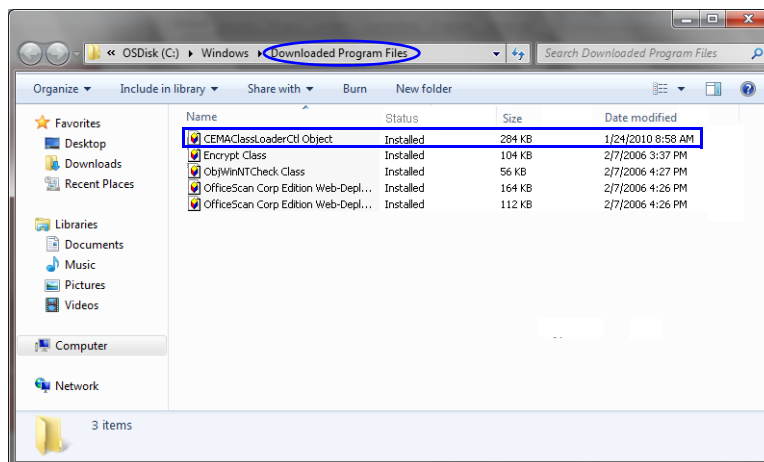 « OSDisk (C:) ▸ Windows ▸ Downloaded Program Files
Search Downloaded Program Files
Organize ▾ Include in library ▾ Share with ▾ Burn New folder
Favorites
Desktop
Downloads
Recent Places
Libraries
Documents
Music
Pictures
Videos
Computer
Network
Name Status Size Date modified
CEMAClassLoaderCtl Object Installed 284 KB 1/24/2010 8:58 AM
Encrypt Class Installed 104 KB 2/7/2006 3:37 PM
ObjWinNTCheck Class Installed 56 KB 2/7/2006 4:27 PM
OfficeScan Corp Edition Web-Depl... Installed 164 KB 2/7/2006 4:26 PM
OfficeScan Corp Edition Web-Depl... Installed 112 KB 2/7/2006 4:26 PM
3 items